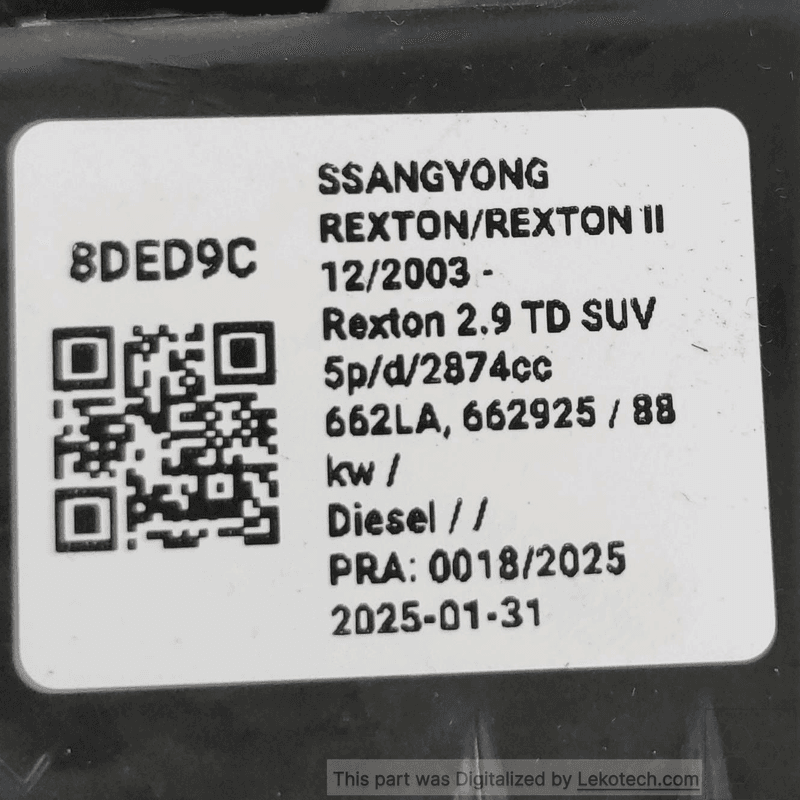 8DED9C
SSANGYONG
REXTON/REXTON II
12/2003 -
Rexton 2.9 TD SUV
5p/d/2874cc
662LA, 662925 / 88
kw /
Diesel / /
PRA: 0018/2025
2025-01-31
This part was Digitalized by Lekotech.com